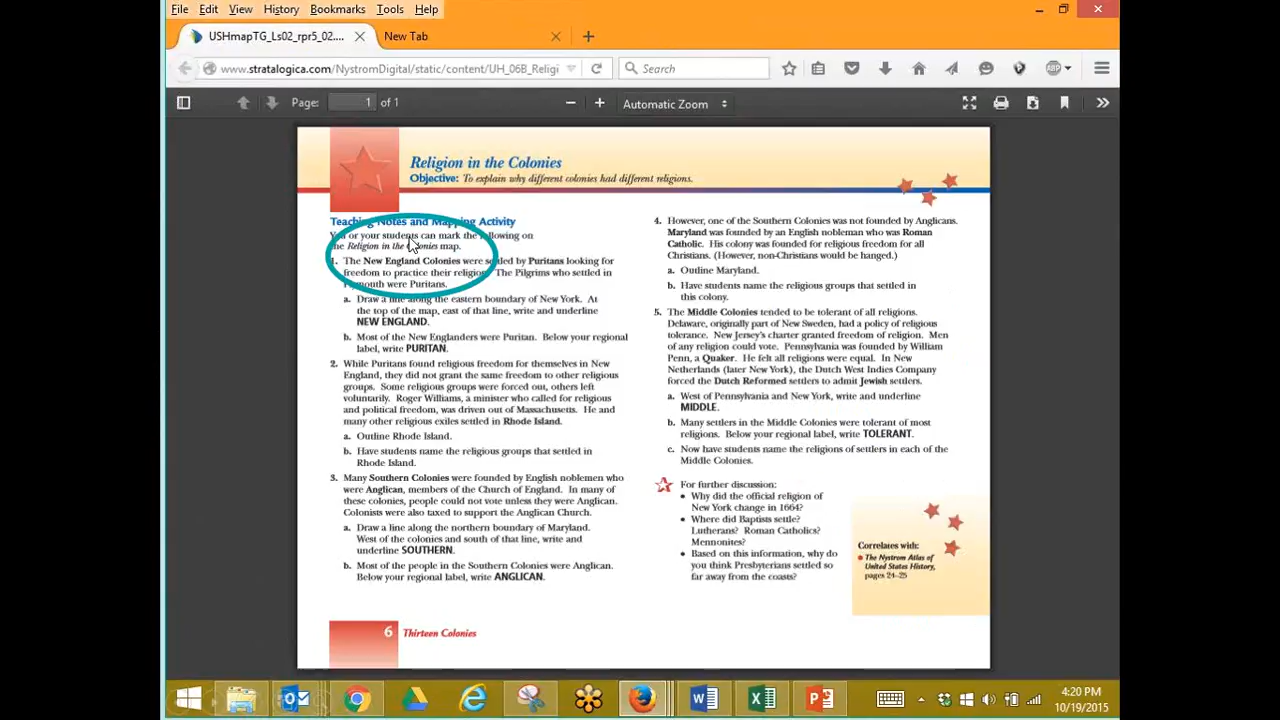 File Edit View History Bookmarks Tools Help
USHmapTG_Ls02_rpr5_02.... New Tab
www.stratalogica.com/NystromDigital/static/content/UH_06B_Religi Search ABP
Page: 1 of 1 Automatic Zoom
Religion in the Colonies
Objective: To explain why different colonies had different religions.
Teaching Notes and Mapping Activity
You or your students can mark the following on
the Religion in the Colonies map.
1. The New England Colonies were settled by Puritans looking for
freedom to practice their religion. The Pilgrims who settled in
Plymouth were Puritans.
a. Draw a line along the eastern boundary of New York. At
the top of the map, east of that line, write and underline
NEW ENGLAND.
b. Most of the New Englanders were Puritan. Below your regional
label, write PURITAN.
2. While Puritans found religious freedom for themselves in New
England, they did not grant the same freedom to other religious
groups. Some religious groups were forced out, others left
voluntarily. Roger Williams, a minister who called for religious
and political freedom, was driven out of Massachusetts. He and
many other religious exiles settled in Rhode Island.
a. Outline Rhode Island.
b. Have students name the religious groups that settled in
Rhode Island.
3. Many Southern Colonies were founded by English noblemen who
were Anglican, members of the Church of England. In many of
these colonies, people could not vote unless they were Anglican.
Colonists were also taxed to support the Anglican Church.
a. Draw a line along the northern boundary of Maryland.
West of the colonies and south of that line, write and
underline SOUTHERN.
b. Most of the people in the Southern Colonies were Anglican.
Below your regional label, write ANGLICAN.
4. However, one of the Southern Colonies was not founded by Anglicans.
Maryland was founded by an English nobleman who was Roman
Catholic. His colony was founded for religious freedom for all
Christians. (However, non-Christians would be hanged.)
a. Outline Maryland.
b. Have students name the religious groups that settled in
this colony.
5. The Middle Colonies tended to be tolerant of all religions.
Delaware, originally part of New Sweden, had a policy of religious
tolerance. New Jersey's charter granted freedom of religion. Men
of any religion could vote. Pennsylvania was founded by William
Penn, a Quaker. He felt all religions were equal. In New
Netherlands (later New York), the Dutch West Indies Company
forced the Dutch Reformed settlers to admit Jewish settlers.
a. West of Pennsylvania and New York, write and underline
MIDDLE.
b. Many settlers in the Middle Colonies were tolerant of most
religions. Below your regional label, write TOLERANT.
c. Now have students name the religions of settlers in each of the
Middle Colonies.
For further discussion:
• Why did the official religion of
New York change in 1664?
• Where did Baptists settle?
Lutherans? Roman Catholics?
Mennonites?
• Based on this information, why do
you think Presbyterians settled so
far away from the coasts?
Correlates with:
The Nystrom Atlas of
United States History,
pages 24–25
6 Thirteen Colonies
4:20 PM
10/19/2015